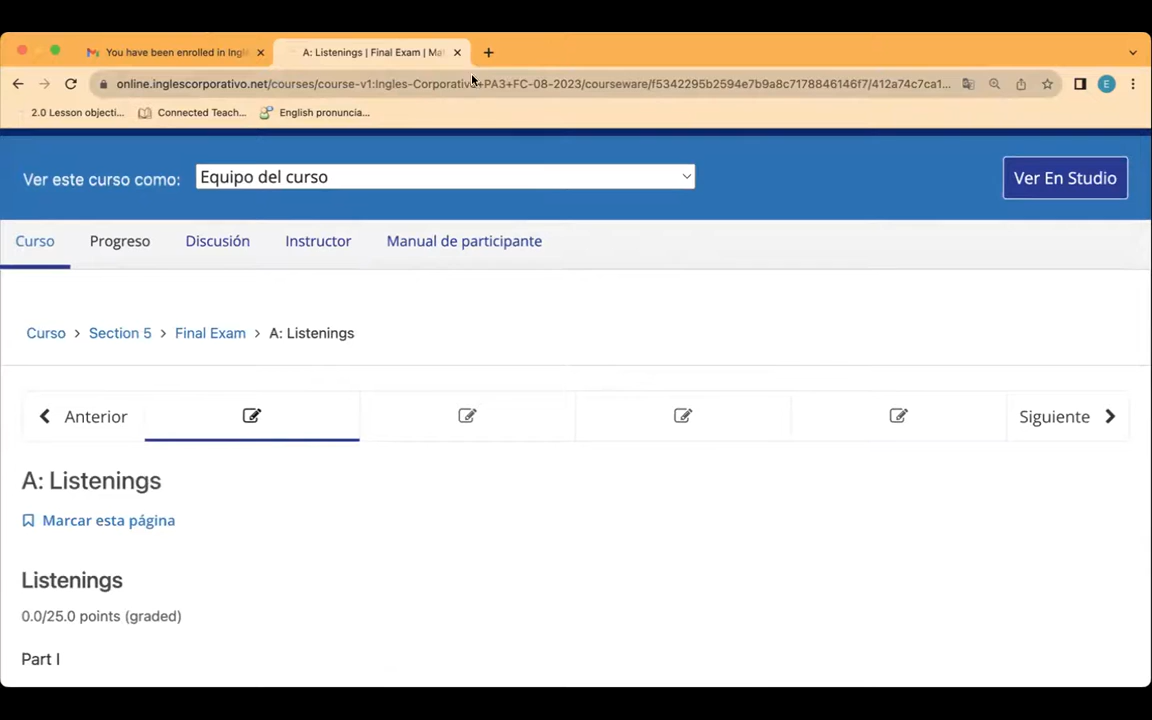 You have been enrolled in Ingl
A: Listenings | Final Exam | Ma
online.inglescorporativo.net/courses/course-v1:Ingles-Corporativo+PA3+FC-08-2023/courseware/f5342295b2594e7b9a8c7178846146f7/412a74c7ca1...
E
2.0 Lesson objecti...
Connected Teach...
English pronuncia...
Ver este curso como:
Equipo del curso
Ver En Studio
Curso
Progreso
Discusión
Instructor
Manual de participante
Curso > Section 5 > Final Exam > A: Listenings
Anterior
Siguiente
A: Listenings
Marcar esta página
Listenings
0.0/25.0 points (graded)
Part I